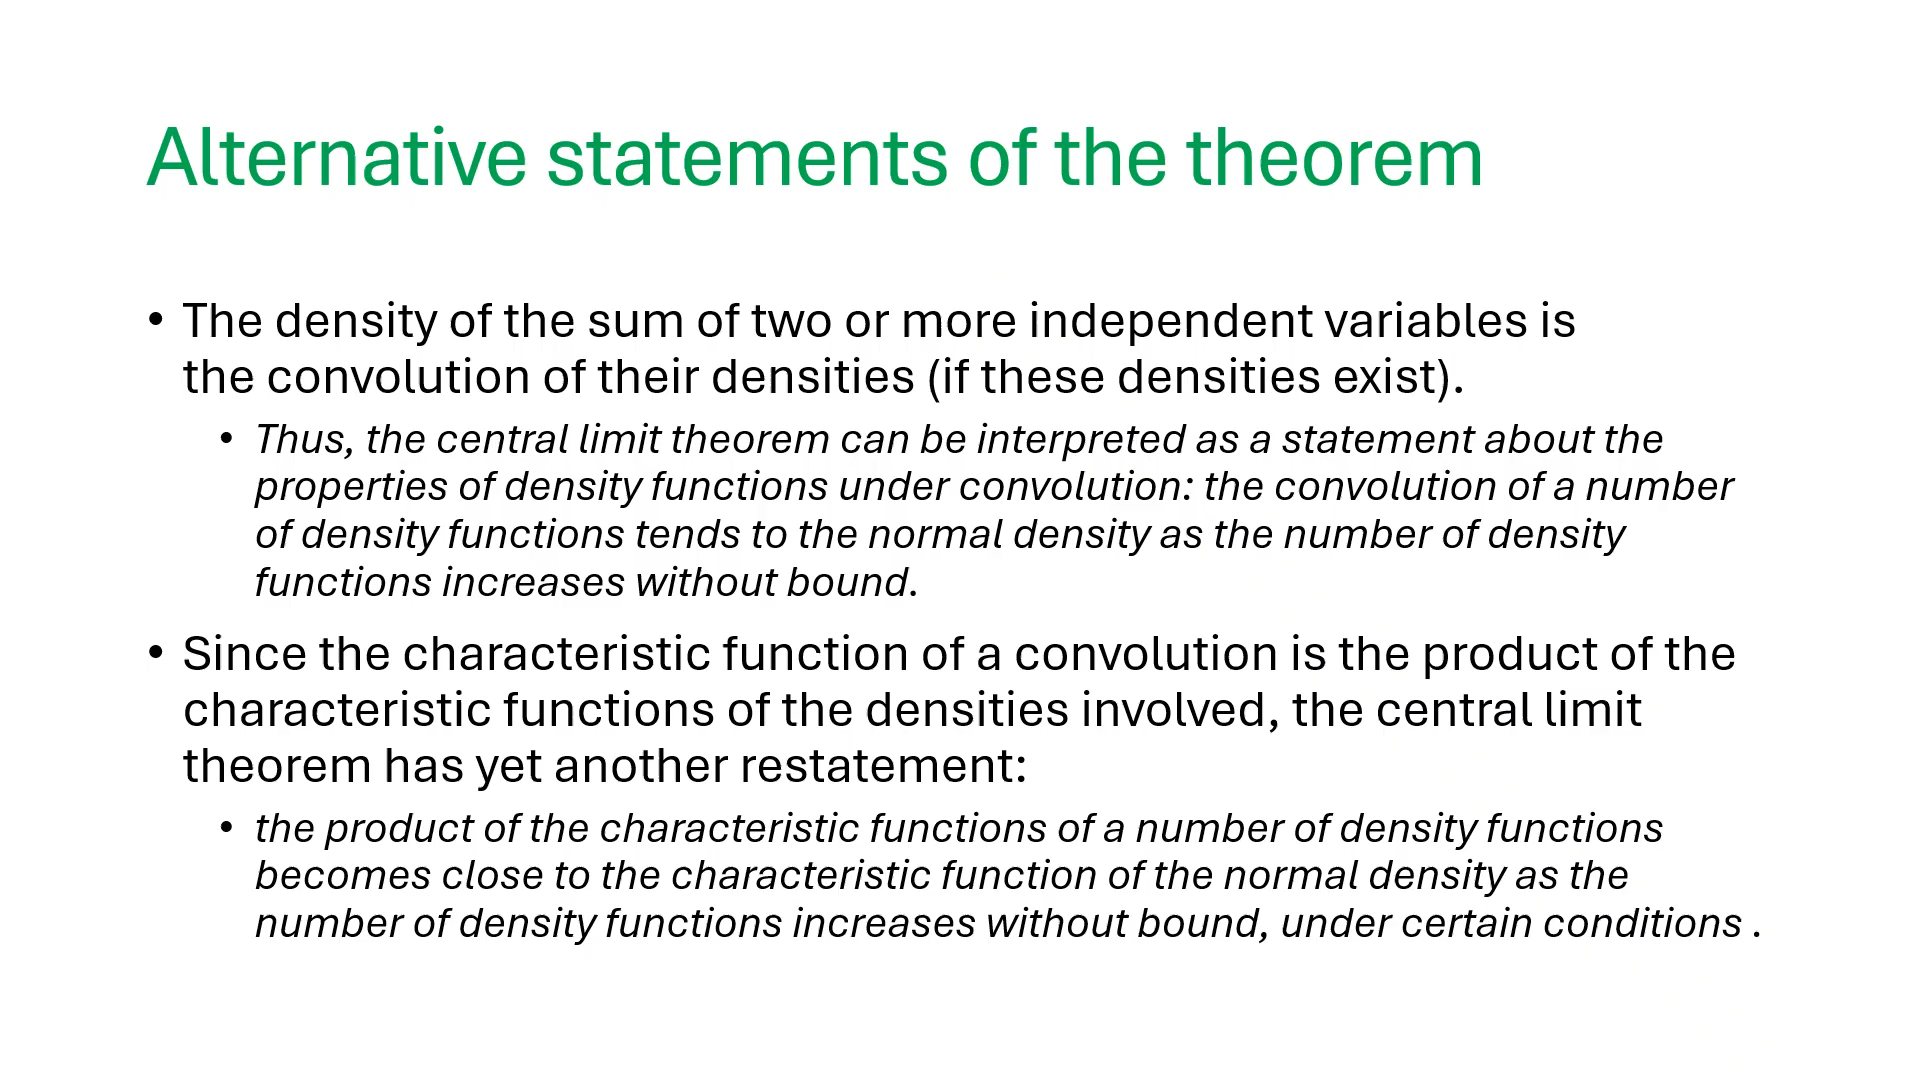 Alternative statements of the theorem
• The density of the sum of two or more independent variables is
the convolution of their densities (if these densities exist).
• Thus, the central limit theorem can be interpreted as a statement about the
properties of density functions under convolution: the convolution of a number
of density functions tends to the normal density as the number of density
functions increases without bound.
• Since the characteristic function of a convolution is the product of the
characteristic functions of the densities involved, the central limit
theorem has yet another restatement:
• the product of the characteristic functions of a number of density functions
becomes close to the characteristic function of the normal density as the
number of density functions increases without bound, under certain conditions .